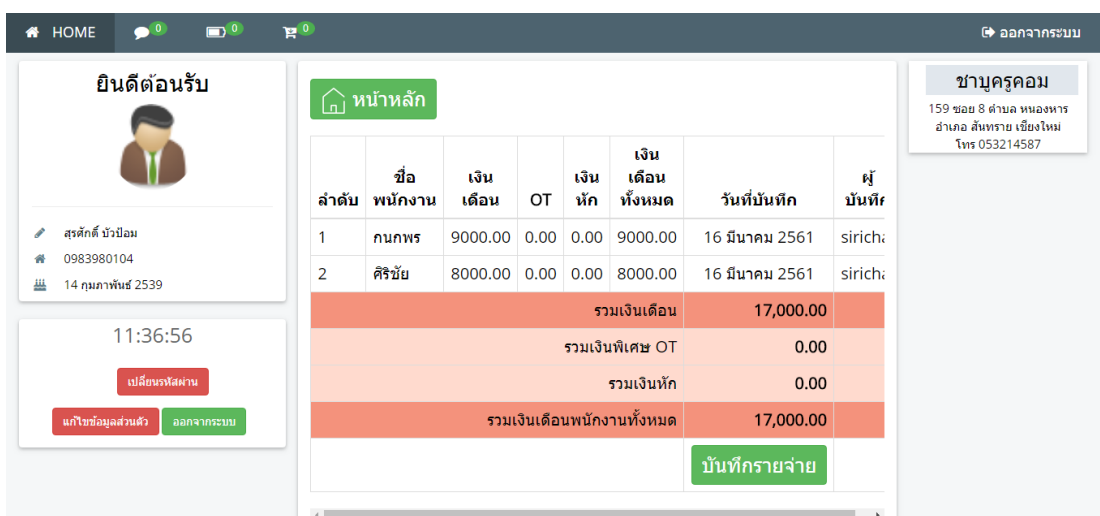 HOME 0 0 0 ออกจากระบบ
ยินดีต้อนรับ
สุรศักดิ์ บัวป้อม
0983980104
14 กุมภาพันธ์ 2539
11:36:56
เปลี่ยนรหัสผ่าน
แก้ไขข้อมูลส่วนตัว ออกจากระบบ
หน้าหลัก
ลำดับ ชื่อพนักงาน เงินเดือน OT เงินหัก เงินเดือนทั้งหมด วันที่บันทึก ผู้บันทึก
1 กนกพร 9000.00 0.00 0.00 9000.00 16 มีนาคม 2561 siricha
2 ศิริชัย 8000.00 0.00 0.00 8000.00 16 มีนาคม 2561 siricha
รวมเงินเดือน 17,000.00
รวมเงินพิเศษ OT 0.00
รวมเงินหัก 0.00
รวมเงินเดือนพนักงานทั้งหมด 17,000.00
บันทึกรายจ่าย
ชาบูครูคอม
159 ซอย 8 ตำบล หนองหาร
อำเภอ สันทราย เชียงใหม่
โทร 053214587